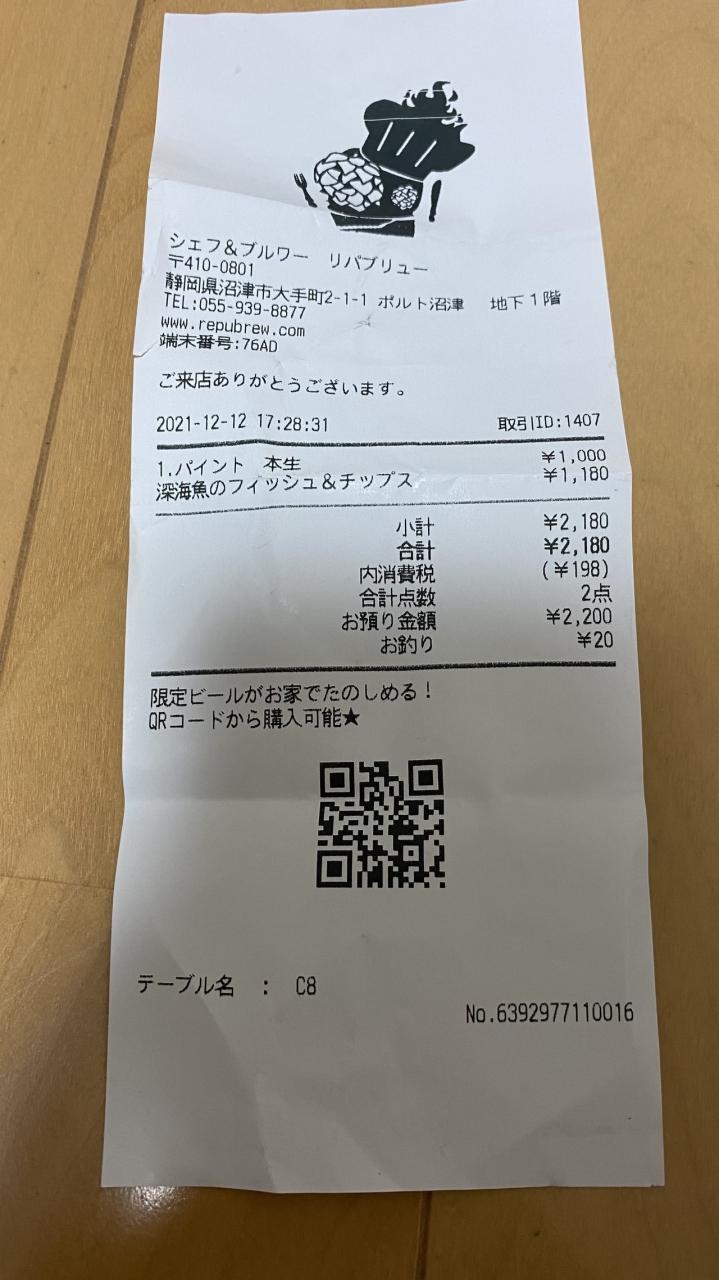 シェフ＆ブルワー　リパブリュー
〒410-0801
静岡県沼津市大手町2-1-1 ポルト沼津　地下１階
TEL:055-939-8877
www.repubrew.com
端末番号:76AD
ご来店ありがとうございます。
2021-12-12 17:28:31 取引ID:1407
1.パイント　本生 ¥1,000
深海魚のフィッシュ＆チップス ¥1,180
小計 ¥2,180
合計 ¥2,180
内消費税 (¥198)
合計点数 2点
お預り金額 ¥2,200
お釣り ¥20
限定ビールがお家でたのしめる！
QRコードから購入可能★
テーブル名　：　C8
No.6392977110016